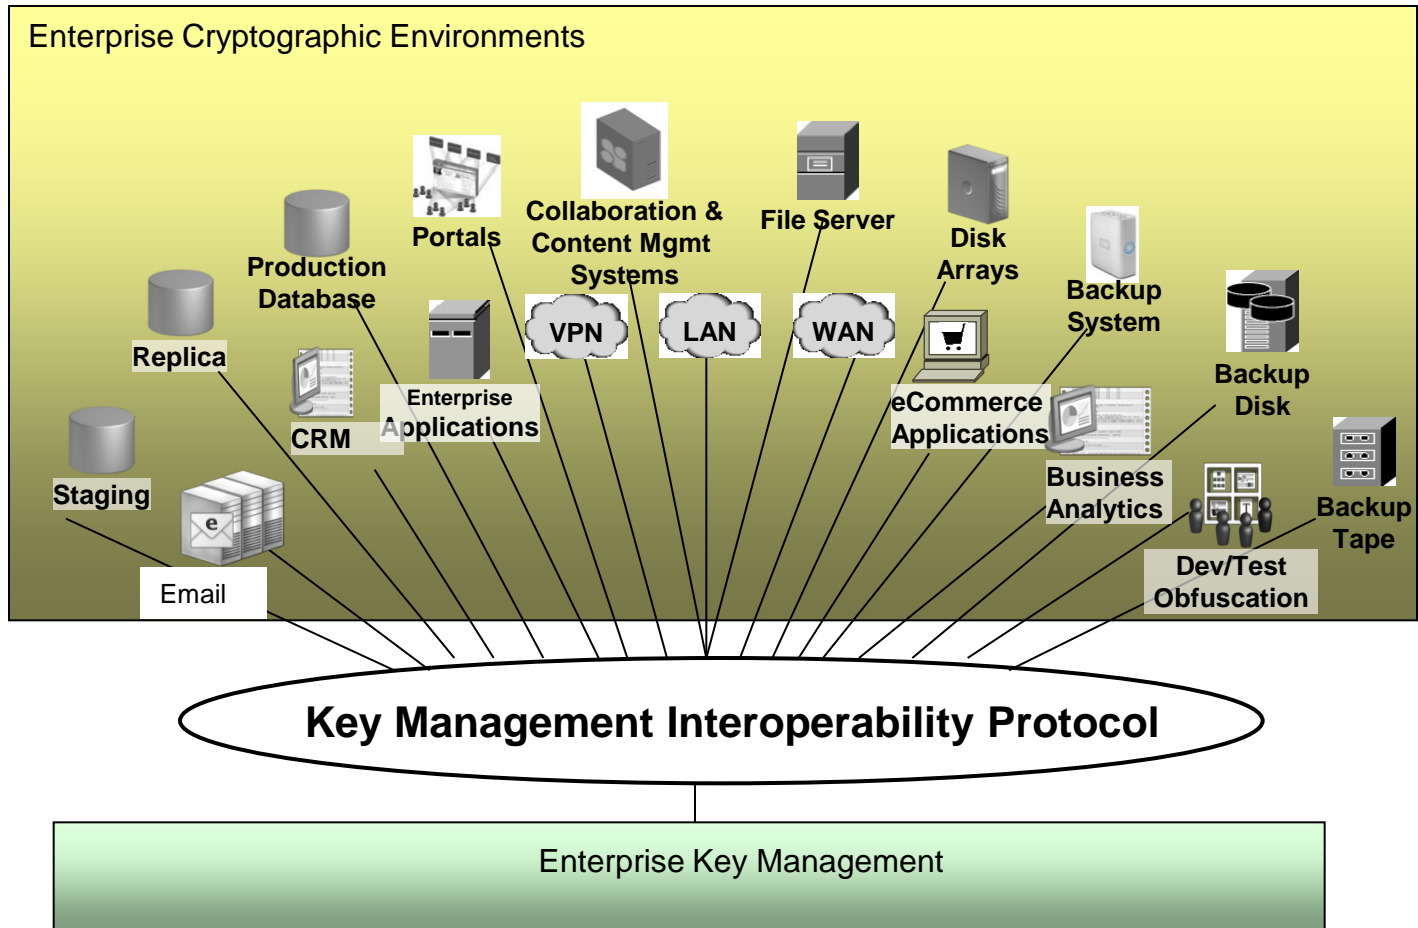 Enterprise Cryptographic Environments
Portals
Collaboration &
Content Mgmt
Systems
File Server
Disk
Arrays
Production
Database
Backup
System
Replica
VPN
LAN
WAN
Backup
Disk
CRM
Enterprise
Applications
eCommerce
Applications
Staging
e
Email
Business
Analytics
T
Backup
Tape
Dev/Test
Obfuscation
Key Management Interoperability Protocol
Enterprise Key Management